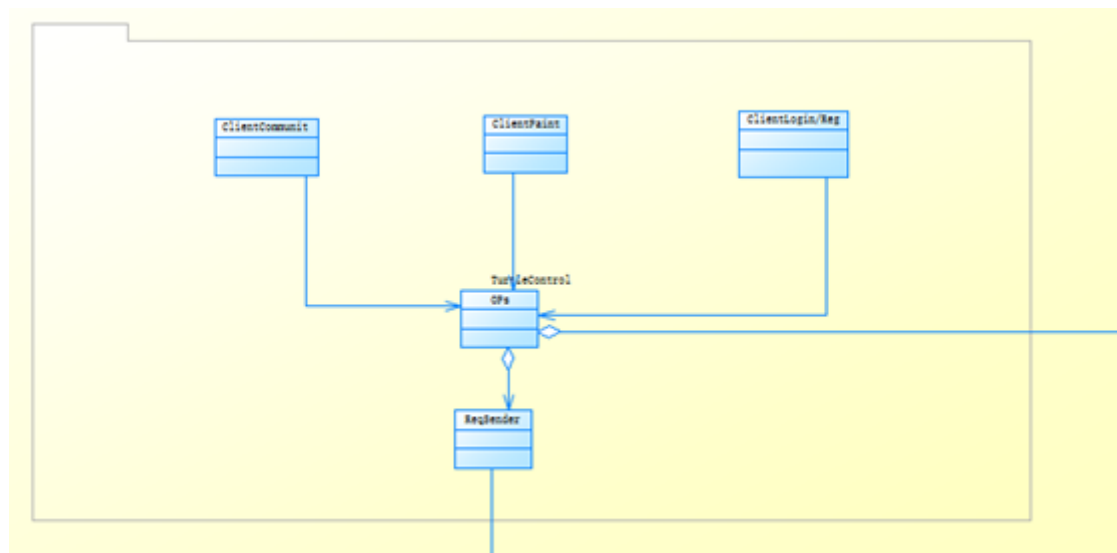 ClientCommunit
ClientPaint
ClientLogin/Reg
TurtleControl
OPs
ReqSender